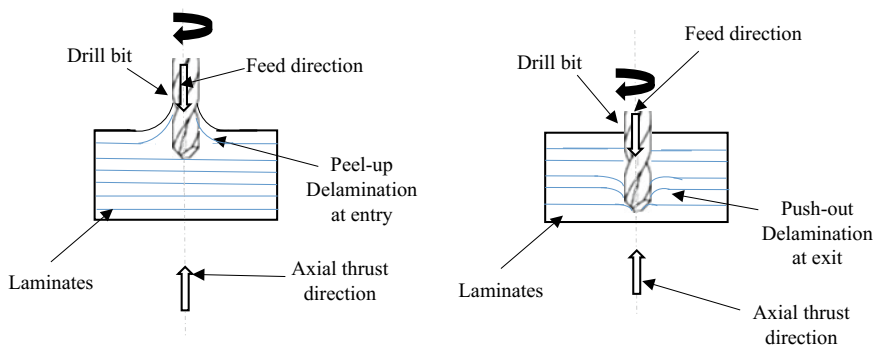 Drill bit
Feed direction
Peel-up
Delamination
at entry
Laminates
Axial thrust
direction
Feed direction
Drill bit
Push-out
Delamination
at exit
Laminates
Axial thrust
direction